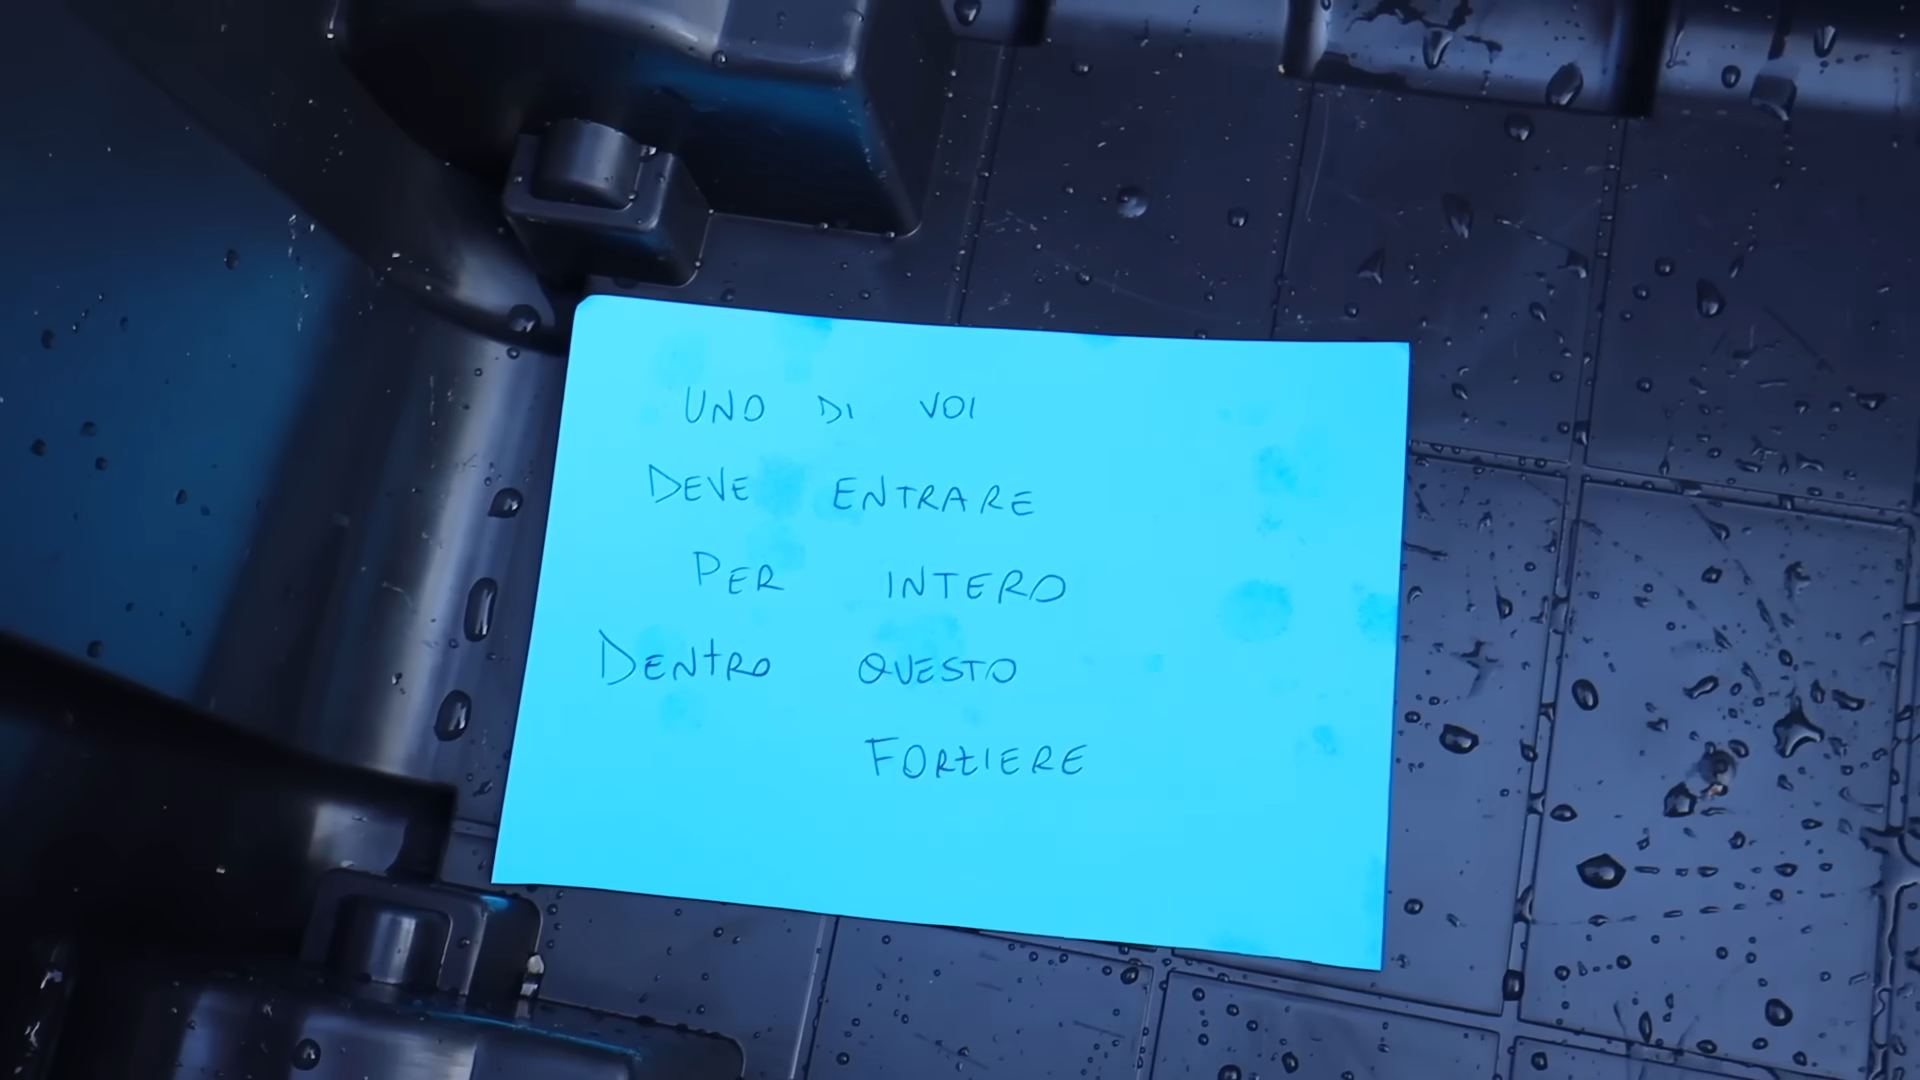 UNO DI VOI
DEVE ENTRARE
PER INTERO
DENTRO QUESTO
FORZIERE